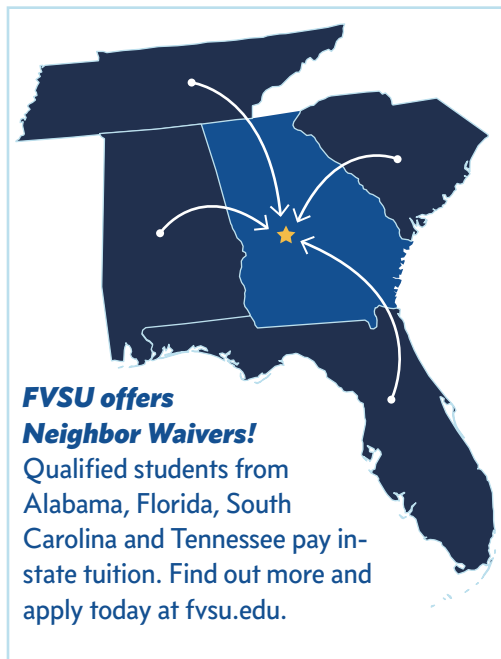 FVSU offers
Neighbor Waivers!
Qualified students from
Alabama, Florida, South
Carolina and Tennessee pay in-
state tuition. Find out more and
apply today at fvsu.edu.